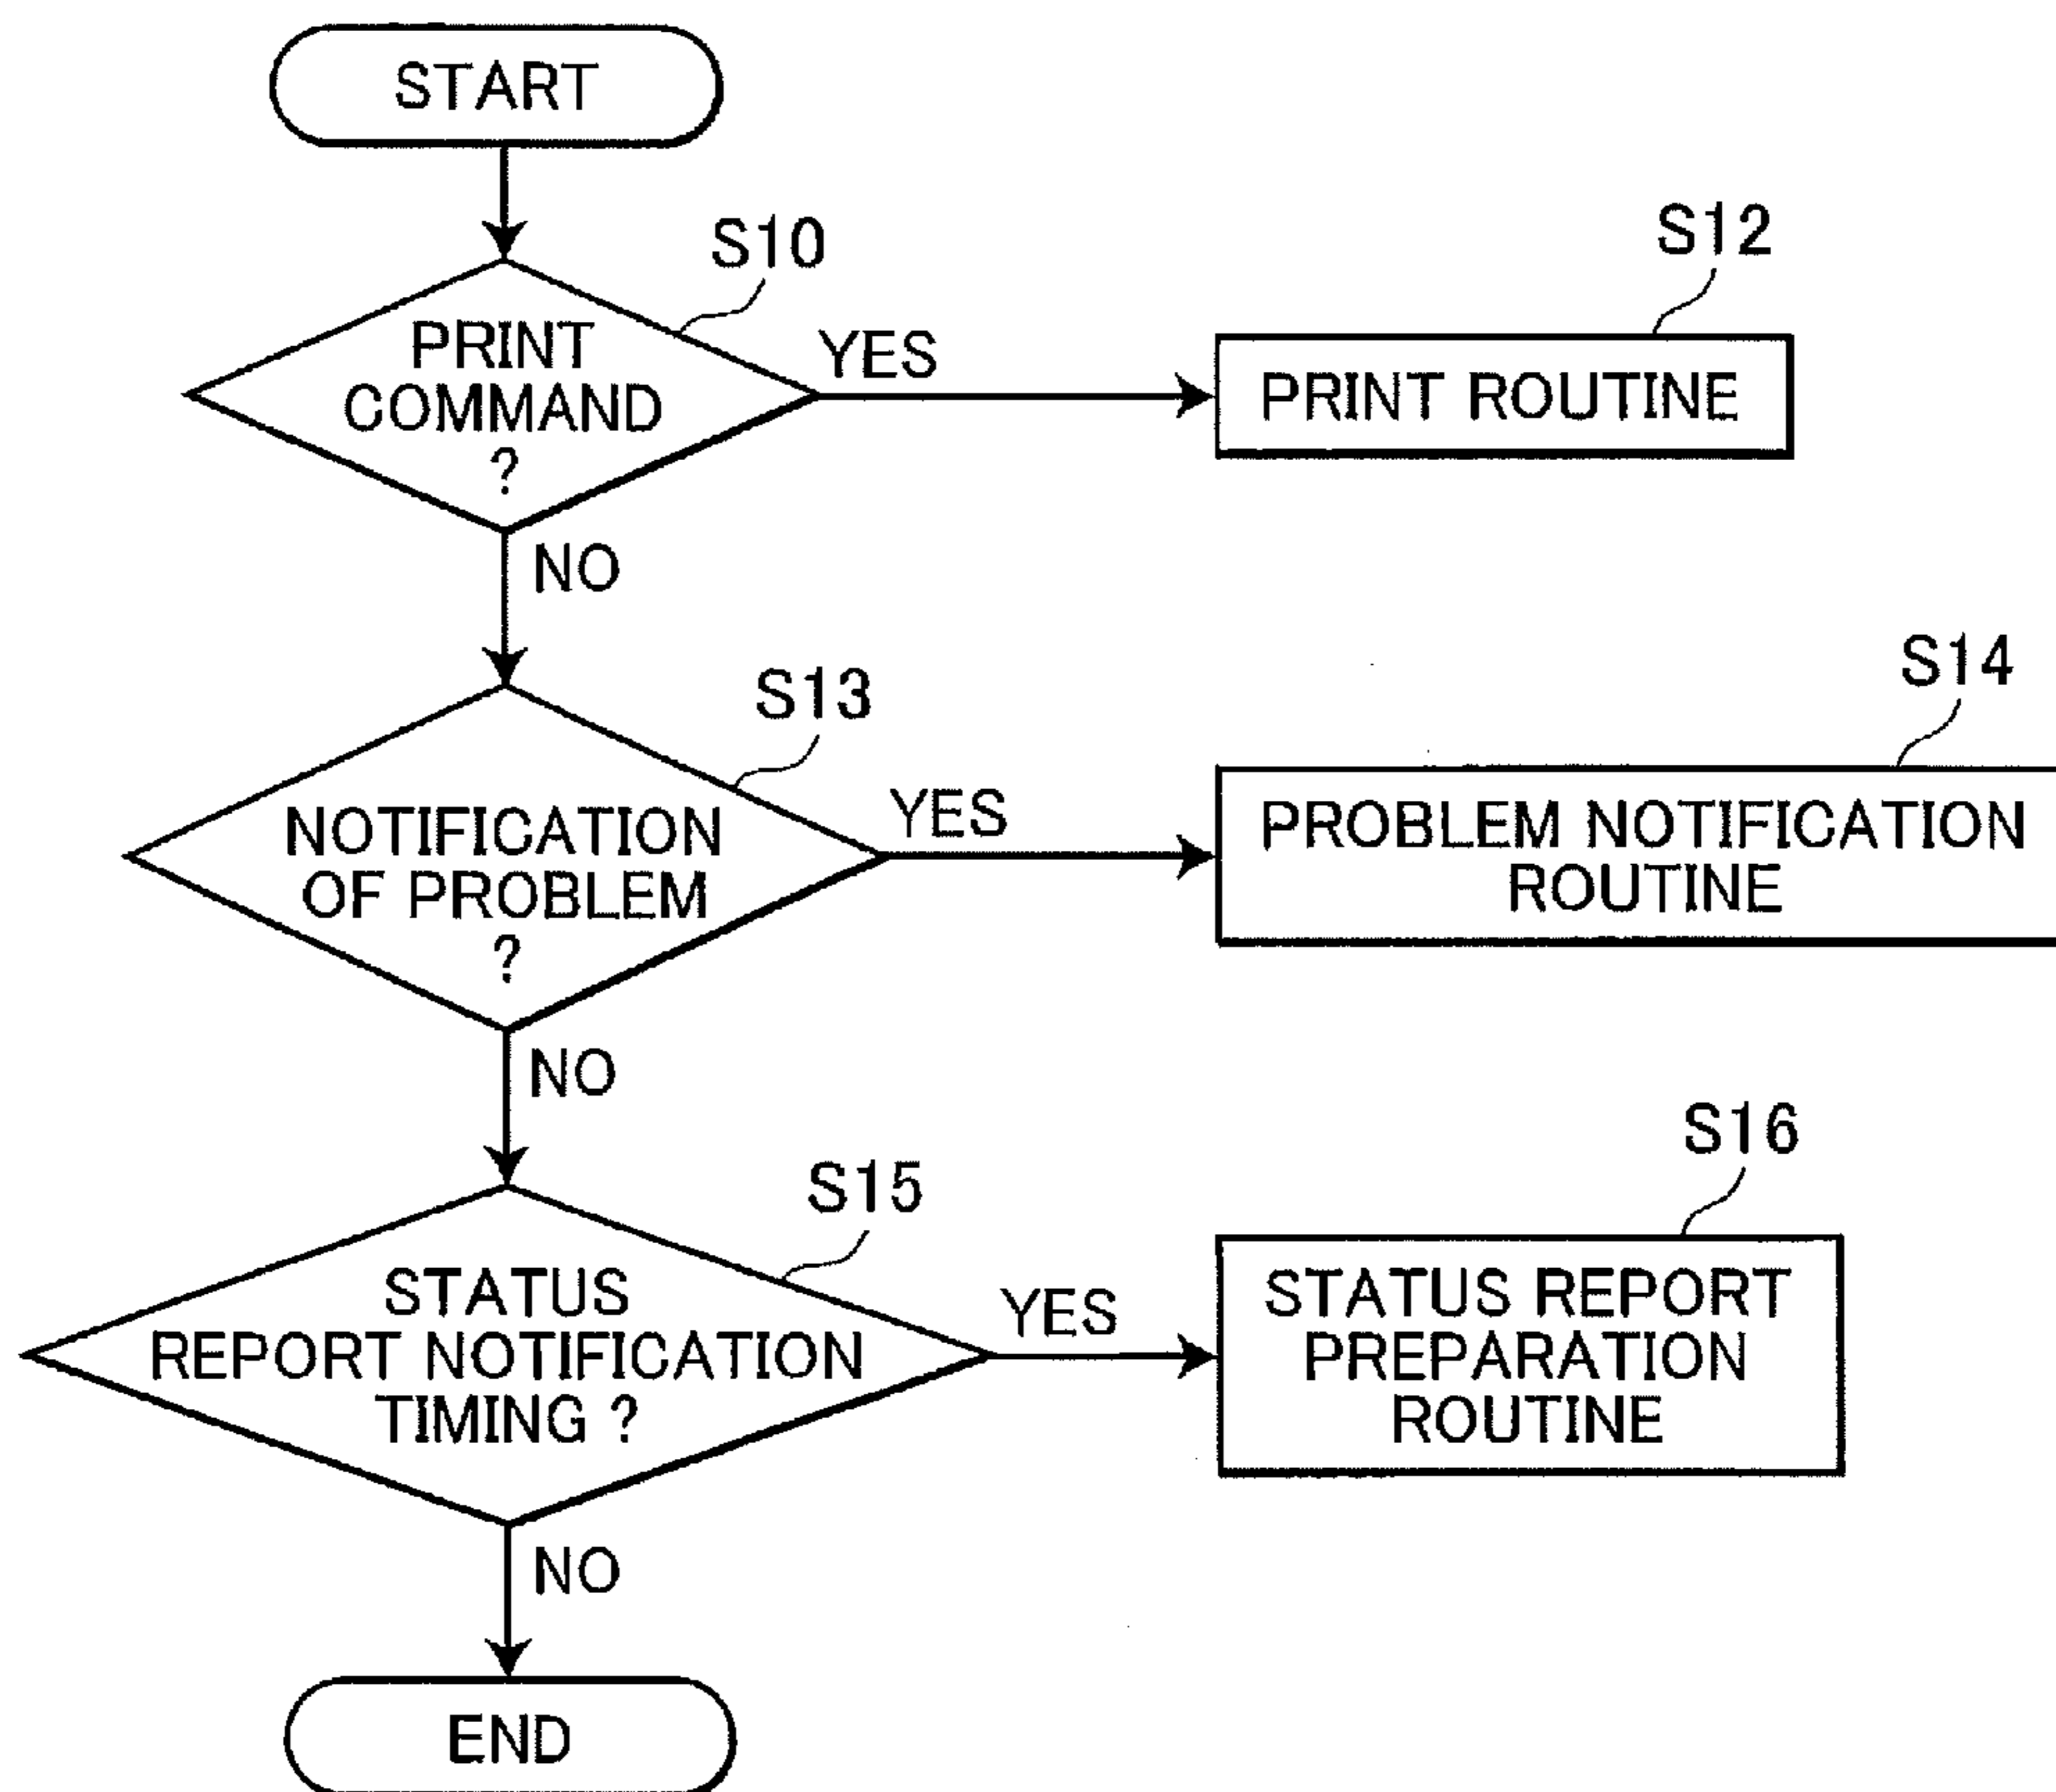 START
S10
PRINT
COMMAND
?
YES
S12
PRINT ROUTINE
NO
S13
NOTIFICATION
OF PROBLEM
?
YES
S14
PROBLEM NOTIFICATION
ROUTINE
NO
S15
STATUS
REPORT NOTIFICATION
TIMING ?
YES
S16
STATUS REPORT
PREPARATION
ROUTINE
NO
END